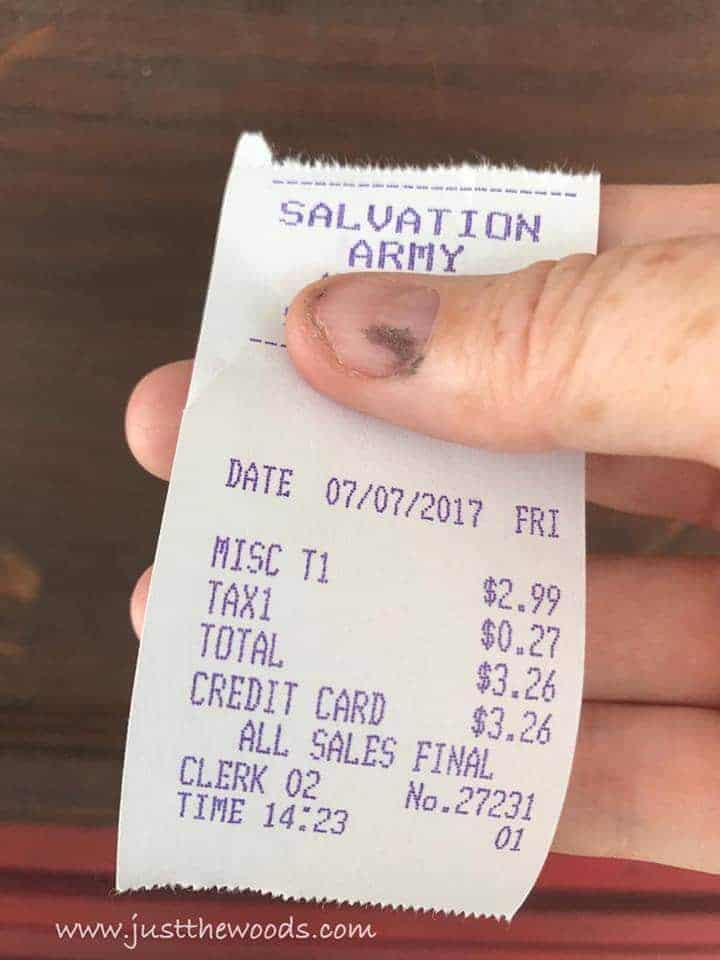 SALVATION
ARMY
DATE 07/07/2017 FRI
MISC T1 $2.99
TAX1 $0.27
TOTAL $3.26
CREDIT CARD $3.26
ALL SALES FINAL
CLERK 02 No.27231
TIME 14:23 01
www.justthewoods.com